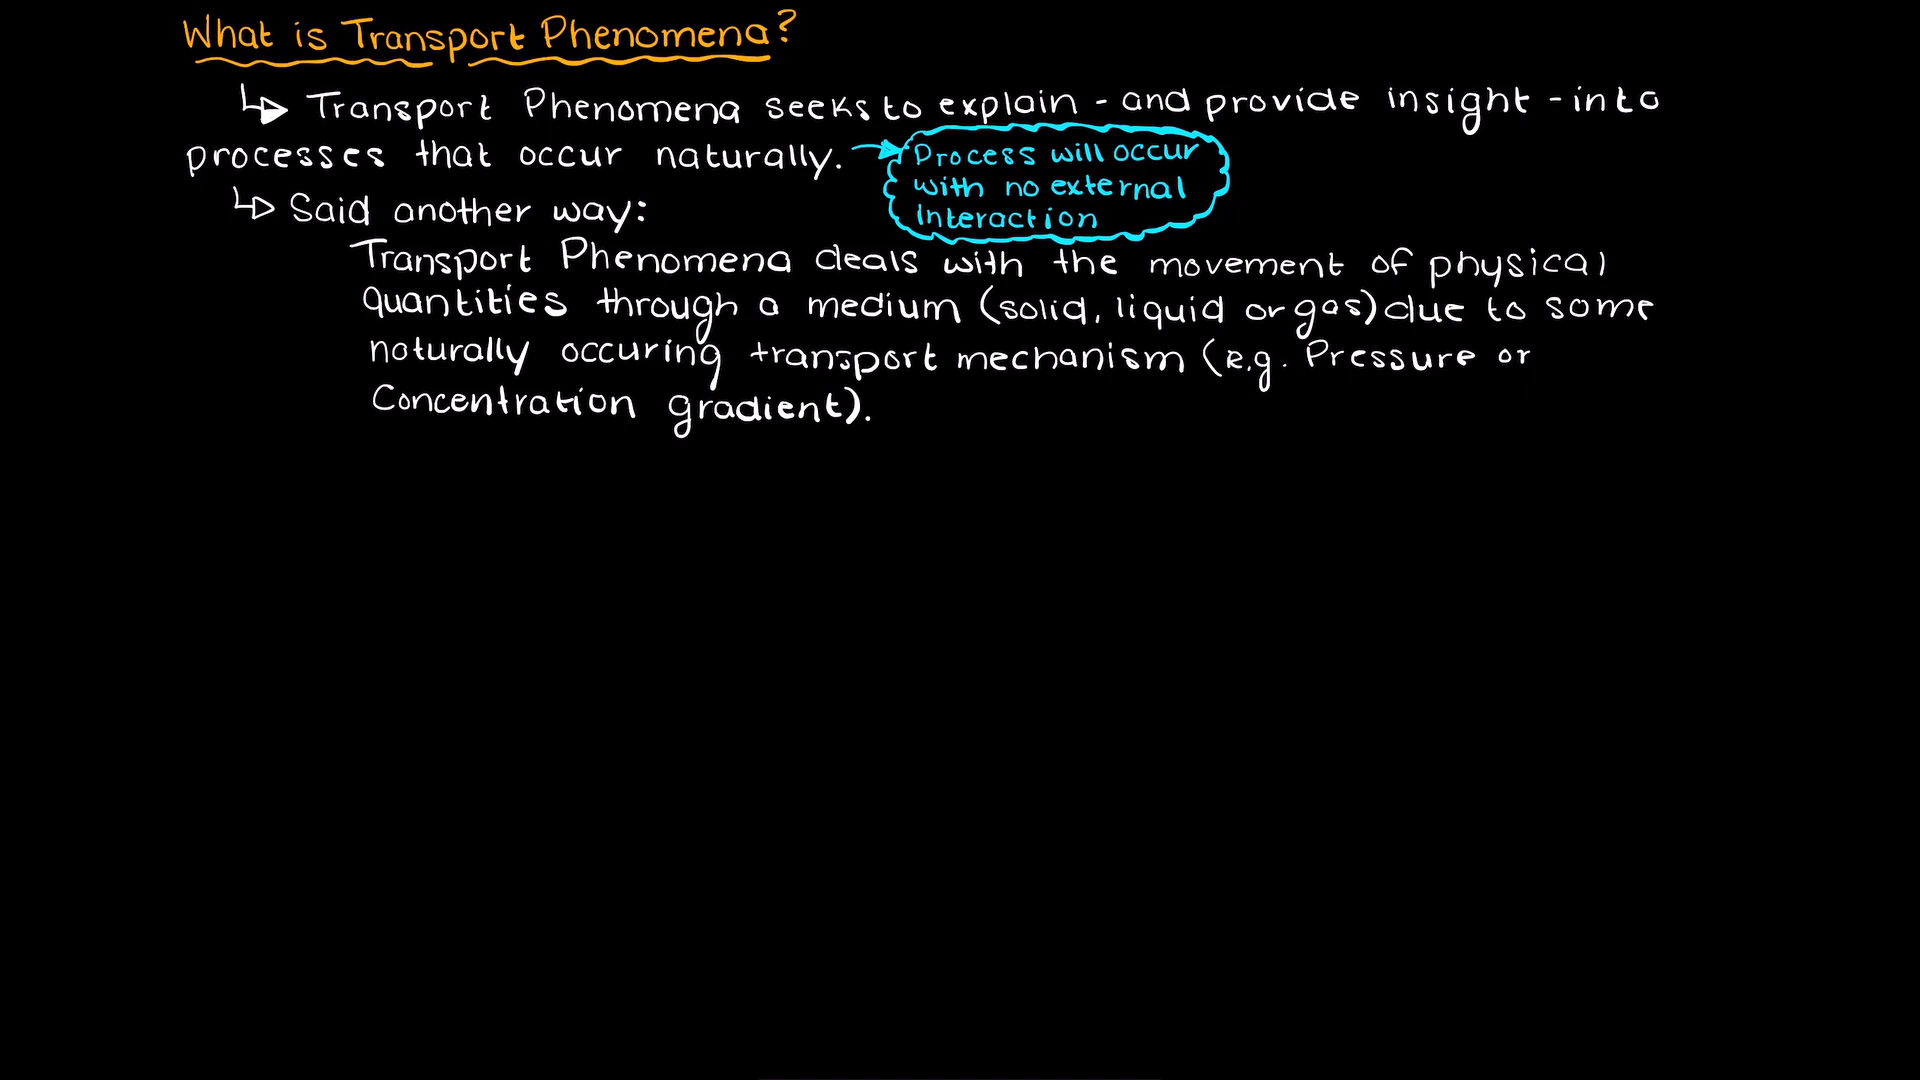 What is Transport Phenomena?
↳ Transport Phenomena seeks to explain - and provide insight - into
processes that occur naturally. →
Process will occur
with no external
Interaction
↳ Said another way:
Transport Phenomena deals with the movement of physical
quantities through a medium (solid, liquid or gas) due to some
naturally occuring transport mechanism (e.g. Pressure or
Concentration gradient).